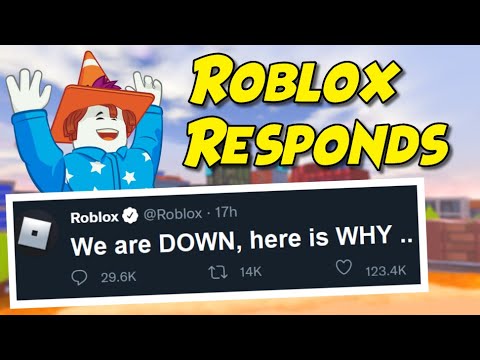 Roblox
Responds
Roblox @Roblox · 17h
We are DOWN, here is WHY ..
29.6K 14K 123.4K